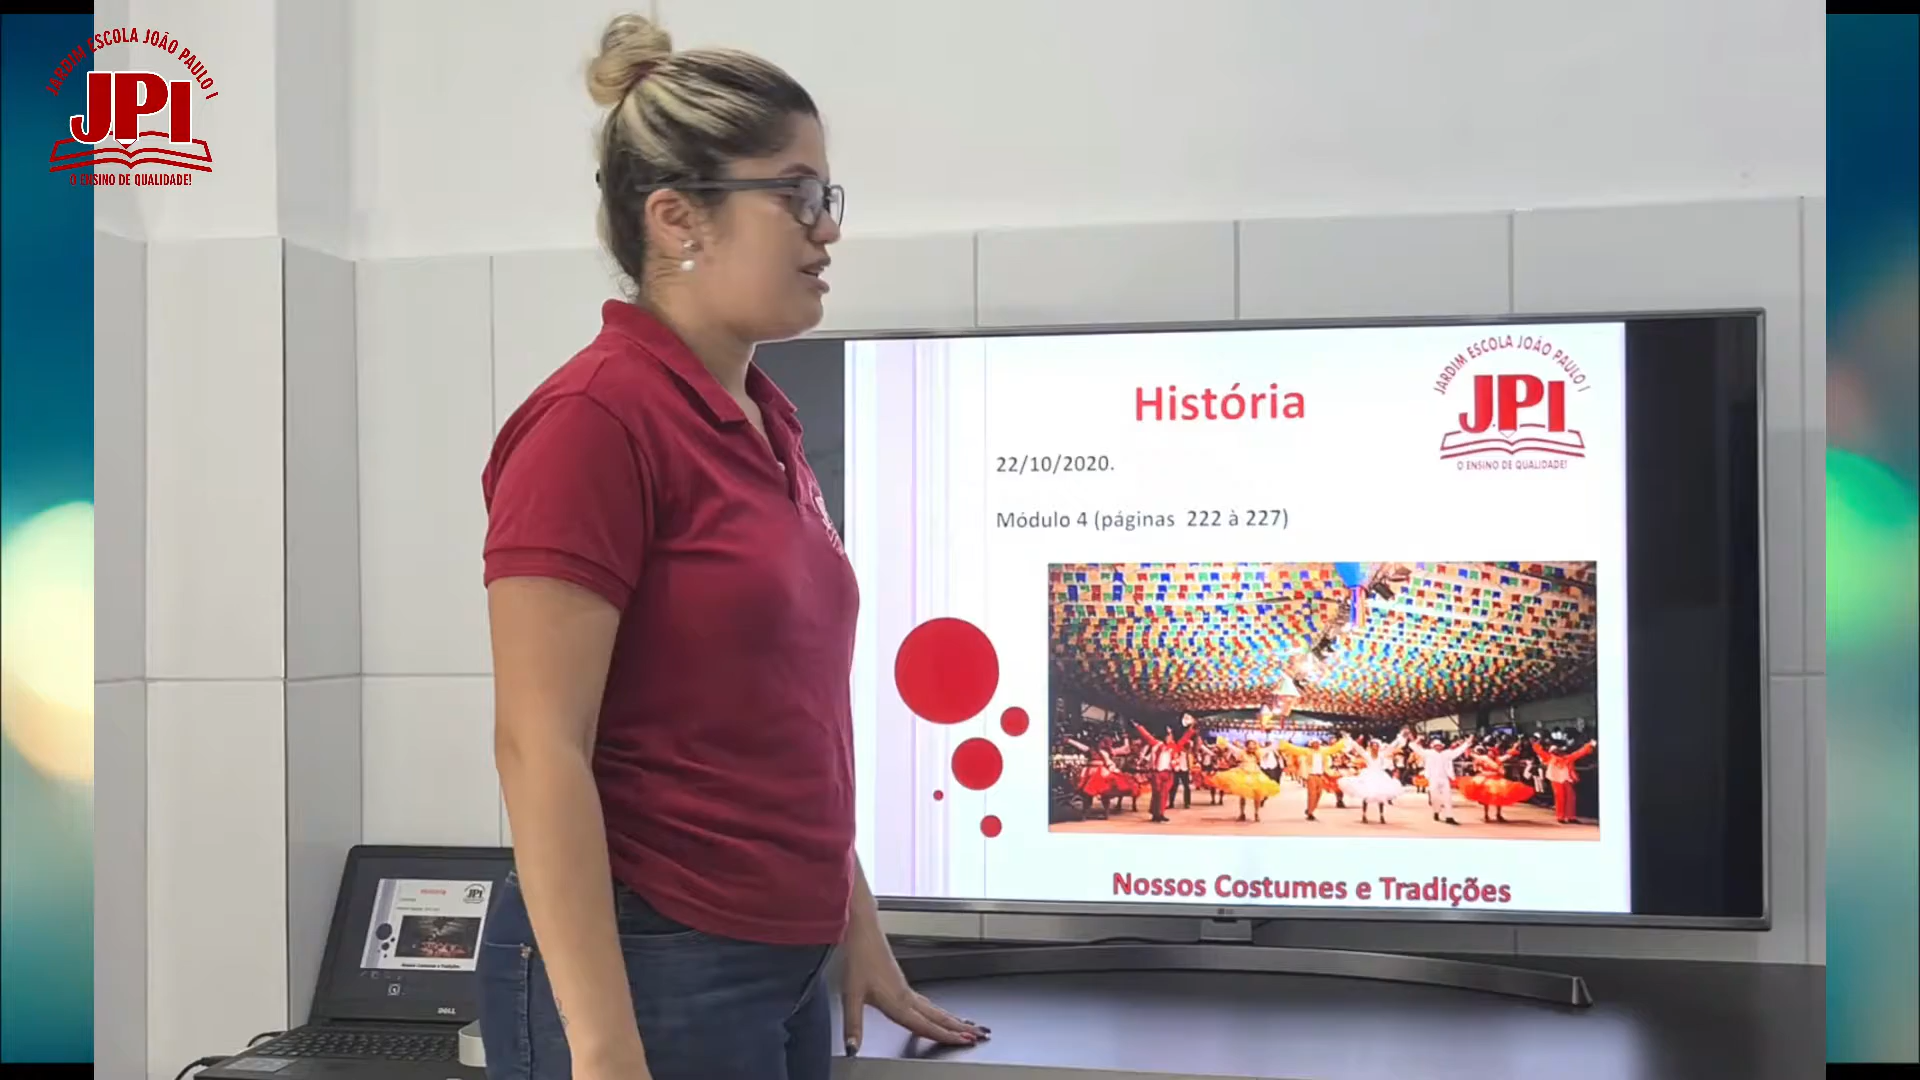 JARDIM ESCOLA JOÃO PAULO I
JPI
O ENSINO DE QUALIDADE!
História
JARDIM ESCOLA JOÃO PAULO I
JPI
O ENSINO DE QUALIDADE!
22/10/2020.
Módulo 4 (páginas 222 à 227)
Nossos Costumes e Tradições
LG
DELL